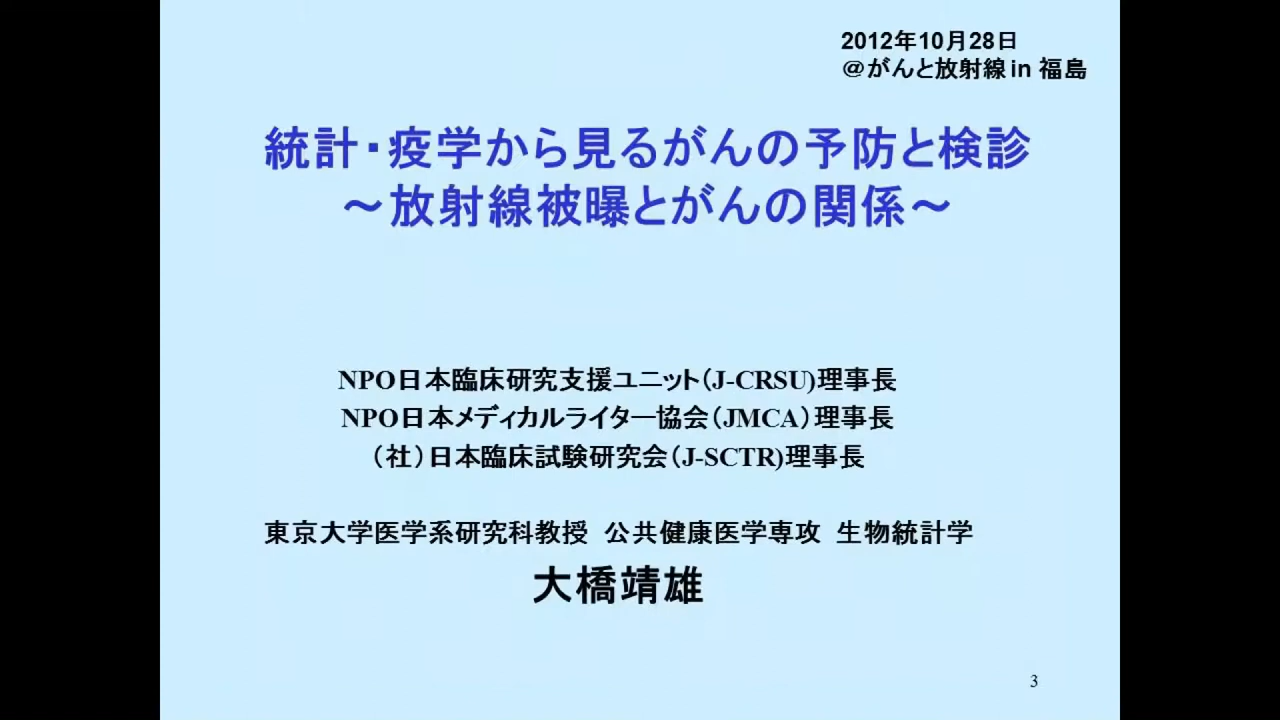 2012年10月28日
＠がんと放射線in 福島
統計・疫学から見るがんの予防と検診
～放射線被曝とがんの関係～
NPO日本臨床研究支援ユニット（J-CRSU)理事長
NPO日本メディカルライター協会（JMCA）理事長
（社）日本臨床試験研究会（J-SCTR)理事長
東京大学医学系研究科教授 公共健康医学専攻 生物統計学
大橋靖雄
3